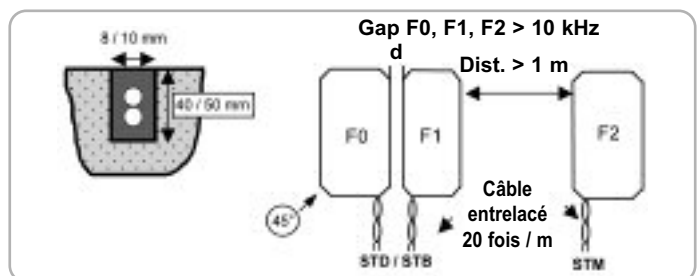 8 / 10 mm
40 / 50 mm
Gap F0, F1, F2 > 10 kHz
d
Dist. > 1 m
F0
F1
F2
45°
Câble
entrelacé
20 fois / m
STD / STB
STM